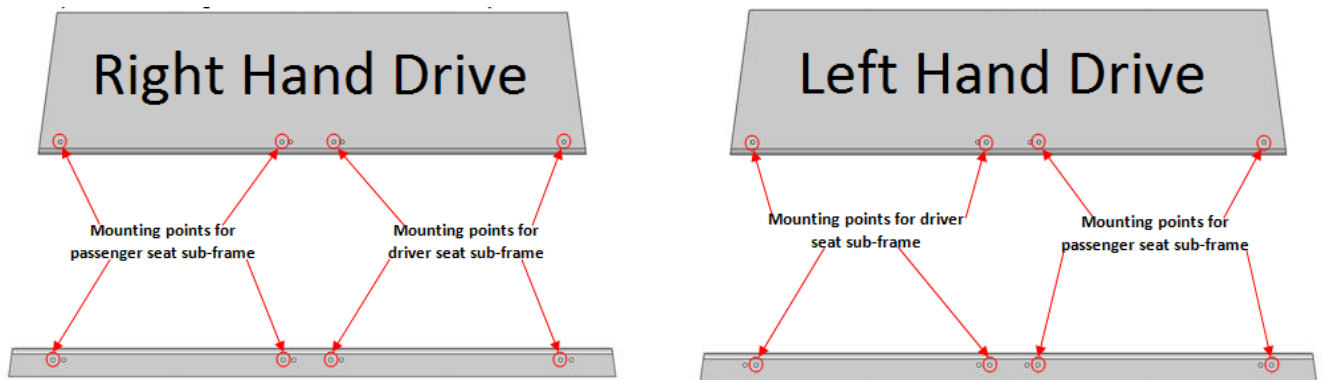 Right Hand Drive
Mounting points for
passenger seat sub-frame
Mounting points for
driver seat sub-frame
Left Hand Drive
Mounting points for driver
seat sub-frame
Mounting points for
passenger seat sub-frame